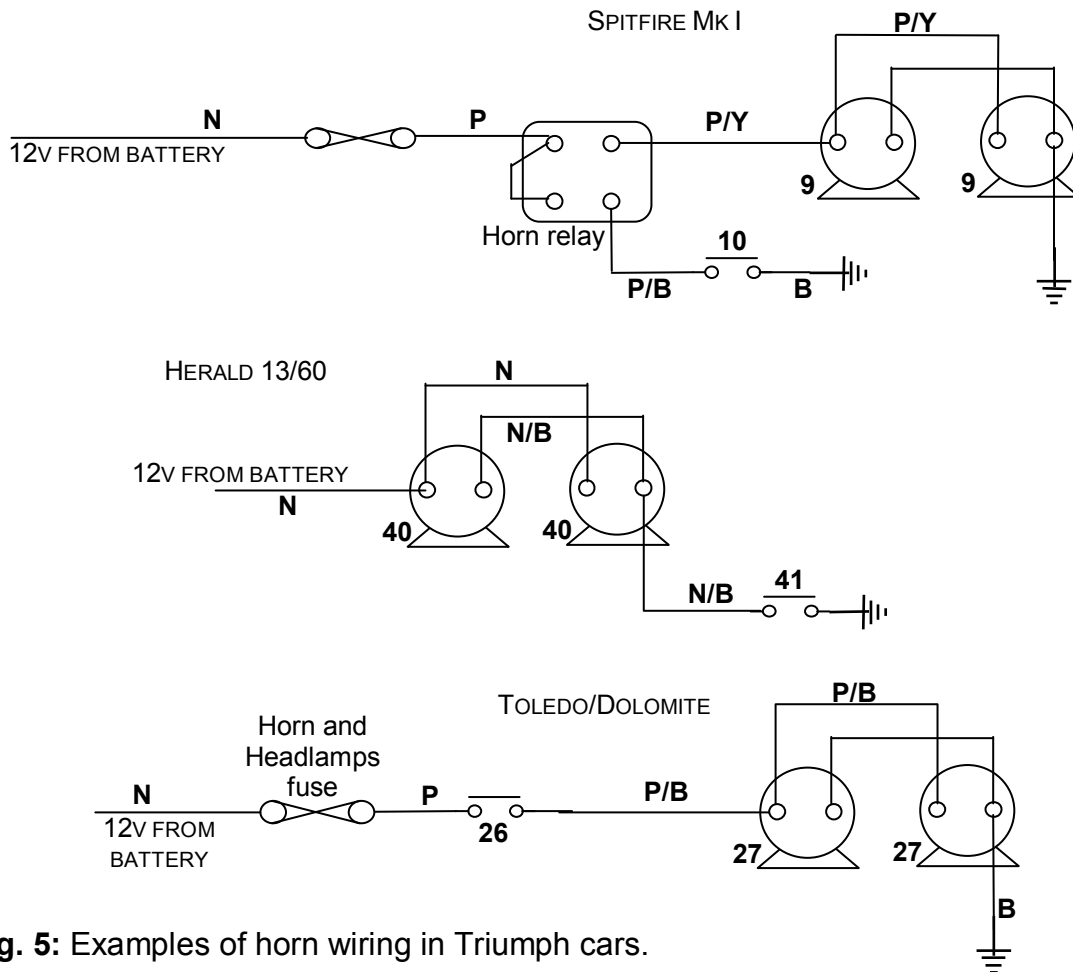 SPITFIRE MK I
P/Y
N
P
P/Y
12V FROM BATTERY
9
9
Horn relay
10
P/B
B
HERALD 13/60
N
N/B
12V FROM BATTERY
N
40
40
N/B
41
TOLEDO/DOLOMITE
P/B
Horn and
Headlamps
fuse
N
P
P/B
12V FROM
BATTERY
26
27
27
B
g. 5: Examples of horn wiring in Triumph cars.